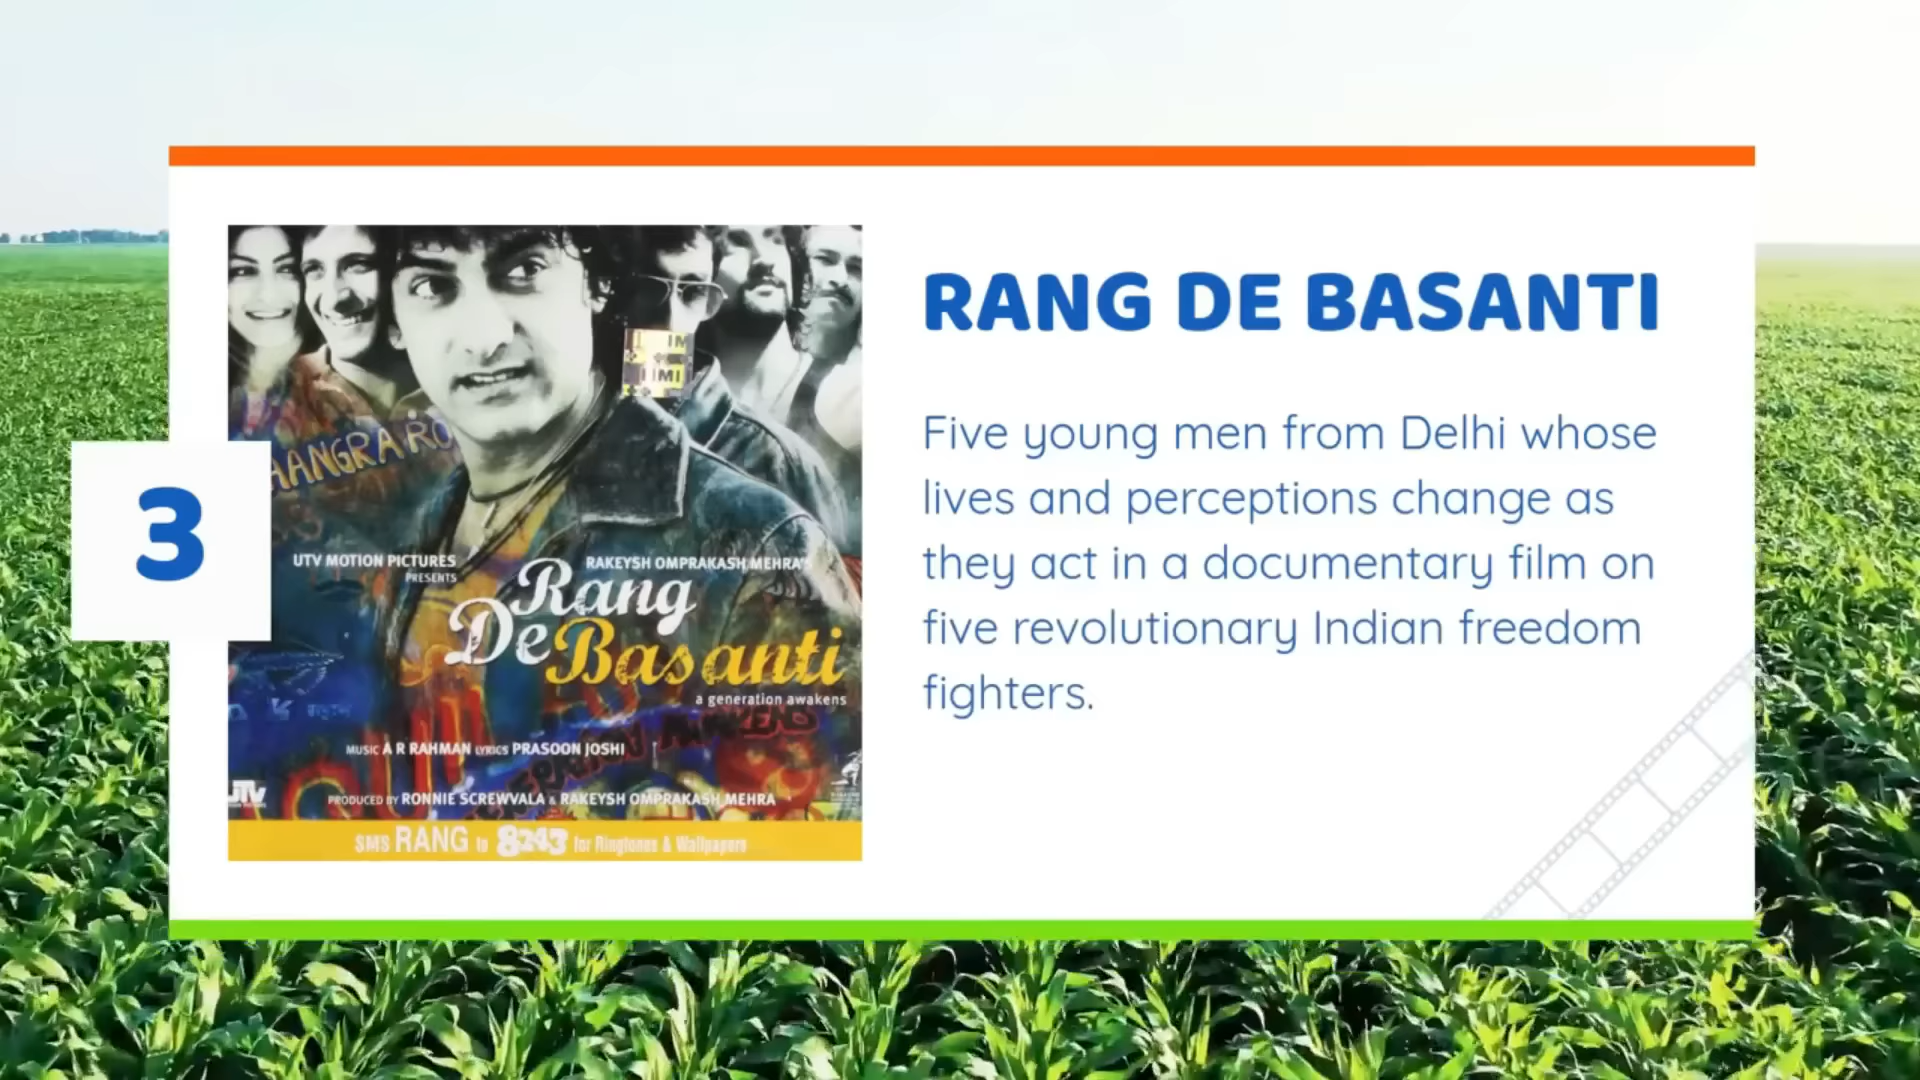 3
RANG DE BASANTI
Five young men from Delhi whose
lives and perceptions change as
they act in a documentary film on
five revolutionary Indian freedom
fighters.
UTV MOTION PICTURES
PRESENTS
RAKEYSH OMPRAKASH MEHRA'S
Rang
De Basanti
a generation awakens
MUSIC A R RAHMAN LYRICS PRASOON JOSHI
PRODUCED BY RONNIE SCREWVALA & RAKEYSH OMPRAKASH MEHRA
UTV
SMS RANG to 8243 for Ringtones & Wallpapers